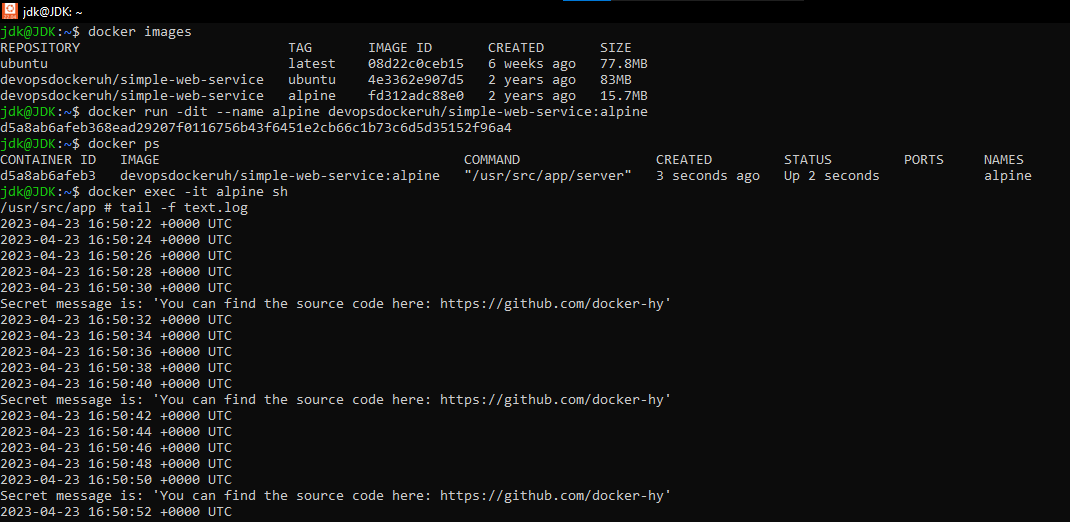 jdk@JDK: ~
jdk@JDK:~$ docker images
REPOSITORY                          TAG       IMAGE ID       CREATED       SIZE
ubuntu                              latest    08d22c0ceb15   6 weeks ago   77.8MB
devopsdockeruh/simple-web-service   ubuntu    4e3362e907d5   2 years ago   83MB
devopsdockeruh/simple-web-service   alpine    fd312adc88e0   2 years ago   15.7MB
jdk@JDK:~$ docker run -dit --name alpine devopsdockeruh/simple-web-service:alpine
d5a8ab6afeb368ead29207f0116756b43f6451e2cb66c1b73c6d5d35152f96a4
jdk@JDK:~$ docker ps
CONTAINER ID   IMAGE                                      COMMAND                 CREATED         STATUS         PORTS     NAMES
d5a8ab6afeb3   devopsdockeruh/simple-web-service:alpine   "/usr/src/app/server"   3 seconds ago   Up 2 seconds             alpine
jdk@JDK:~$ docker exec -it alpine sh
/usr/src/app # tail -f text.log
2023-04-23 16:50:22 +0000 UTC
2023-04-23 16:50:24 +0000 UTC
2023-04-23 16:50:26 +0000 UTC
2023-04-23 16:50:28 +0000 UTC
2023-04-23 16:50:30 +0000 UTC
Secret message is: 'You can find the source code here: https://github.com/docker-hy'
2023-04-23 16:50:32 +0000 UTC
2023-04-23 16:50:34 +0000 UTC
2023-04-23 16:50:36 +0000 UTC
2023-04-23 16:50:38 +0000 UTC
2023-04-23 16:50:40 +0000 UTC
Secret message is: 'You can find the source code here: https://github.com/docker-hy'
2023-04-23 16:50:42 +0000 UTC
2023-04-23 16:50:44 +0000 UTC
2023-04-23 16:50:46 +0000 UTC
2023-04-23 16:50:48 +0000 UTC
2023-04-23 16:50:50 +0000 UTC
Secret message is: 'You can find the source code here: https://github.com/docker-hy'
2023-04-23 16:50:52 +0000 UTC